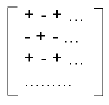 + - + ...
- + - ...
+ - + ...
.........